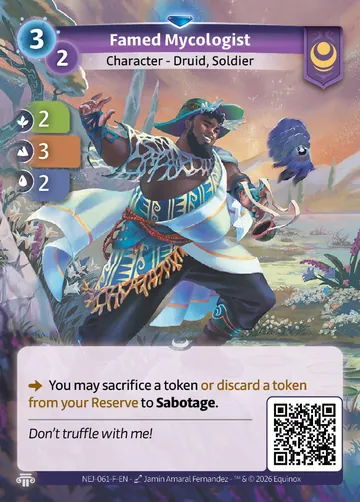 3
2
Famed Mycologist
Character - Druid, Soldier
2
3
2
You may sacrifice a token or discard a token
from your Reserve to Sabotage.
Don't truffle with me!
NEJ-061-F-EN - Jamin Amaral Fernandez - ™ & © 2026 Equinox